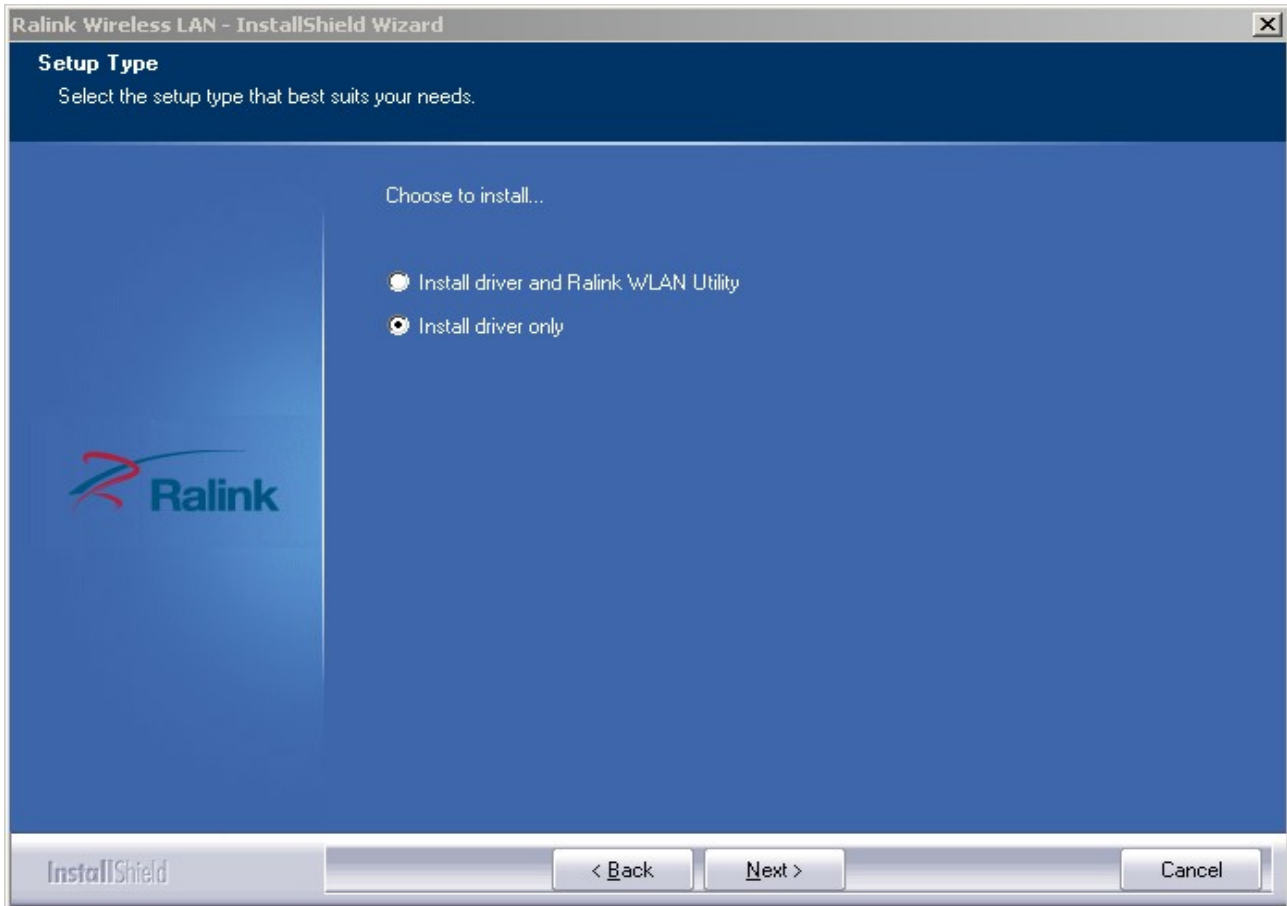 Ralink Wireless LAN - InstallShield Wizard
Setup Type
Select the setup type that best suits your needs.
Choose to install...
Install driver and Ralink WLAN Utility
Install driver only
Ralink
InstallShield
< Back
Next >
Cancel